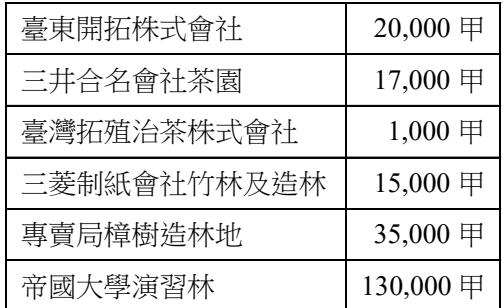 臺東開拓株式會社 20,000 甲
三井合名會社茶園 17,000 甲
臺灣拓殖治茶株式會社 1,000 甲
三菱制紙會社竹林及造林 15,000 甲
專賣局樟樹造林地 35,000 甲
帝國大學演習林 130,000 甲